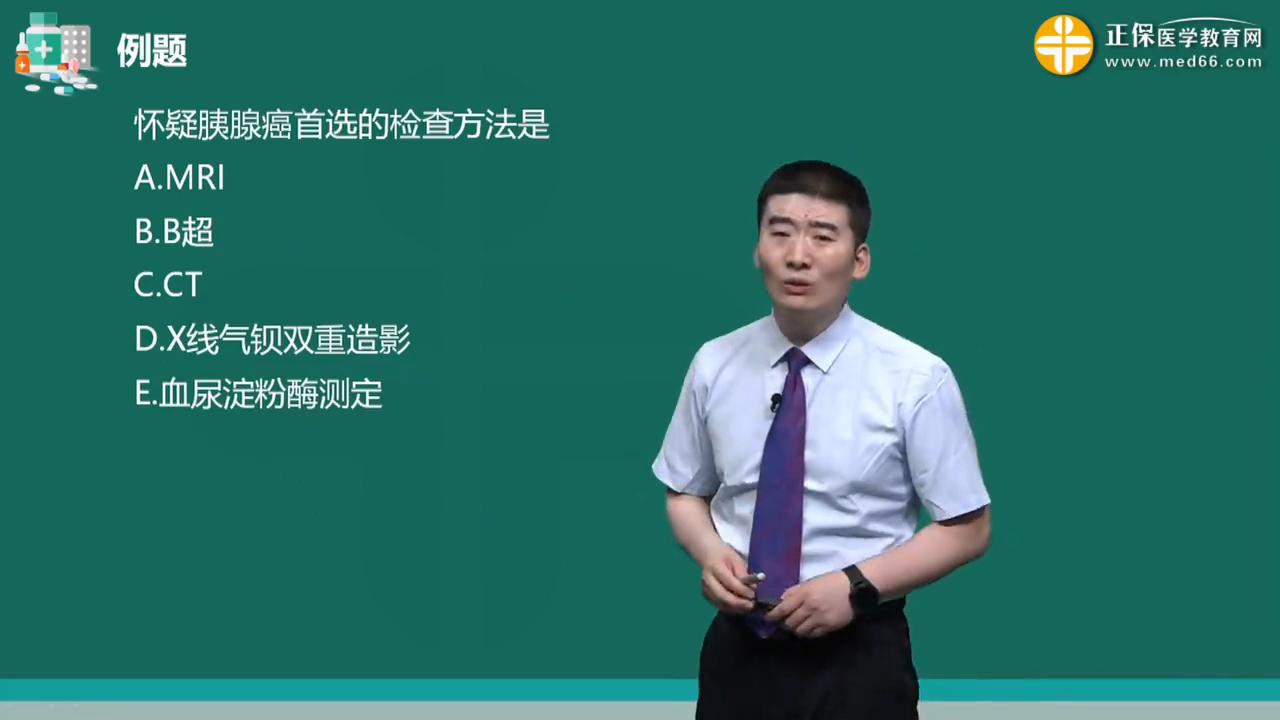 例题
正保医学教育网
www.med66.com
怀疑胰腺癌首选的检查方法是
A.MRI
B.B超
C.CT
D.X线气钡双重造影
E.血尿淀粉酶测定